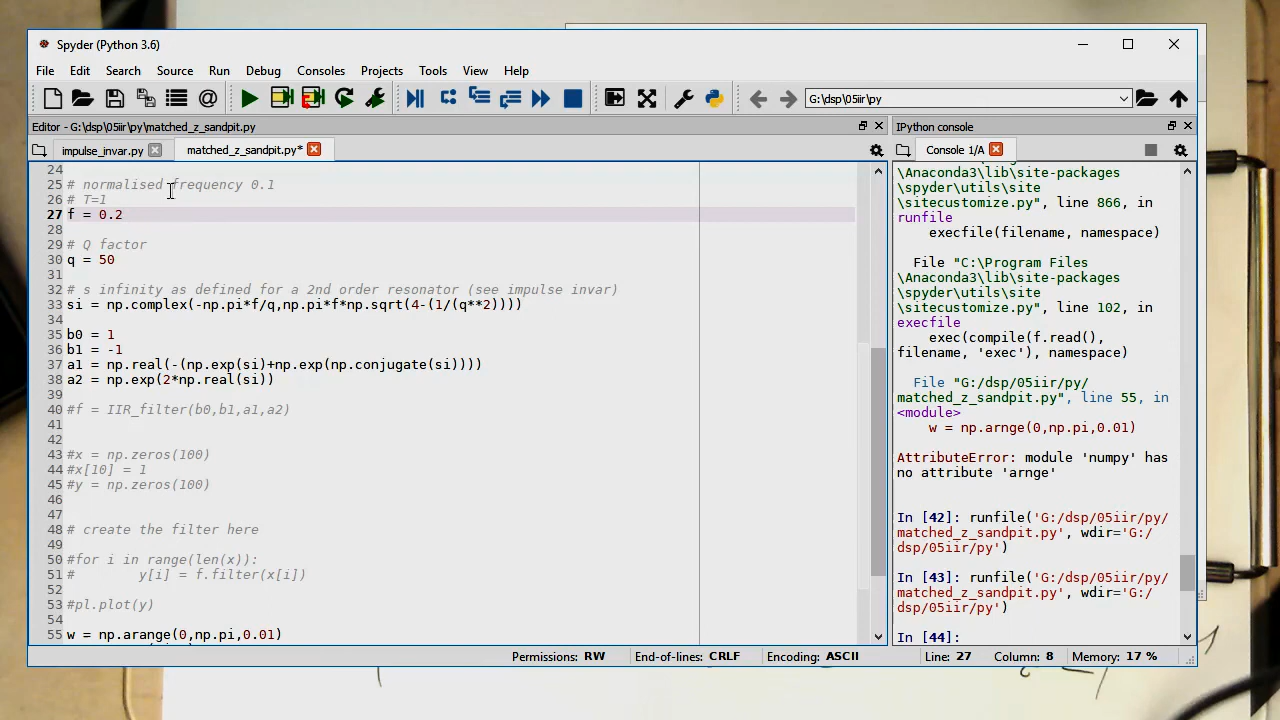 Spyder (Python 3.6)
File Edit Search Source Run Debug Consoles Projects Tools View Help
G:\dsp\05iir\py
Editor - G:\dsp\05iir\py\matched_z_sandpit.py
impulse_invar.py matched_z_sandpit.py*
24
25 # normalised frequency 0.1
26 # T=1
27 f = 0.2
28
29 # Q factor
30 q = 50
31
32 # s infinity as defined for a 2nd order resonator (see impulse invar)
33 si = np.complex(-np.pi*f/q,np.pi*f*np.sqrt(4-(1/(q**2))))
34
35 b0 = 1
36 b1 = -1
37 a1 = np.real(-(np.exp(si)+np.exp(np.conjugate(si))))
38 a2 = np.exp(2*np.real(si))
39
40 #f = IIR_filter(b0,b1,a1,a2)
41
42
43 #x = np.zeros(100)
44 #x[10] = 1
45 #y = np.zeros(100)
46
47
48 # create the filter here
49
50 #for i in range(len(x)):
51 #        y[i] = f.filter(x[i])
52
53 #pl.plot(y)
54
55 w = np.arange(0,np.pi,0.01)
IPython console
Console 1/A
\Anaconda3\lib\site-packages
\spyder\utils\site
\sitecustomize.py", line 866, in
runfile
execfile(filename, namespace)
File "C:\Program Files
\Anaconda3\lib\site-packages
\spyder\utils\site
\sitecustomize.py", line 102, in
execfile
exec(compile(f.read(),
filename, 'exec'), namespace)
File "G:/dsp/05iir/py/
matched_z_sandpit.py", line 55, in
<module>
w = np.arnge(0,np.pi,0.01)
AttributeError: module 'numpy' has
no attribute 'arnge'
In [42]: runfile('G:/dsp/05iir/py/
matched_z_sandpit.py', wdir='G:/
dsp/05iir/py')
In [43]: runfile('G:/dsp/05iir/py/
matched_z_sandpit.py', wdir='G:/
dsp/05iir/py')
In [44]:
Permissions: RW End-of-lines: CRLF Encoding: ASCII Line: 27 Column: 8 Memory: 17 %